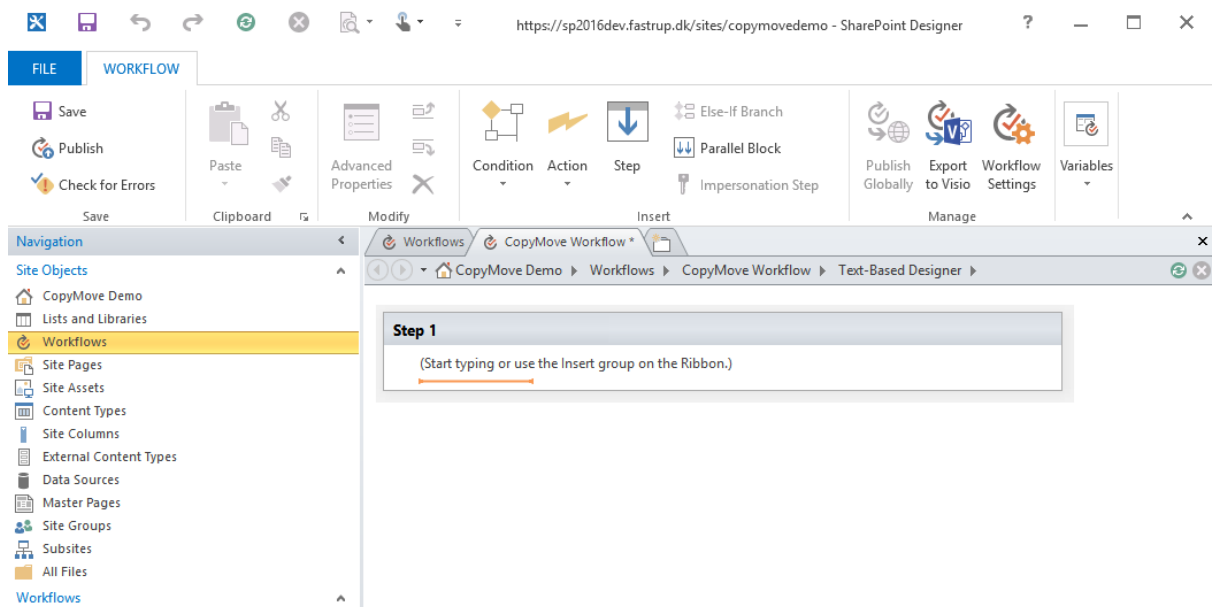 https://sp2016dev.fastrup.dk/sites/copymovedemo - SharePoint Designer ?
FILE WORKFLOW
Save
Publish
Check for Errors
Save
Paste
Clipboard
Advanced
Properties
Modify
Condition
Action
Step
Else-If Branch
Parallel Block
Impersonation Step
Insert
Publish
Globally
Export
to Visio
Workflow
Settings
Manage
Variables
Navigation
Site Objects
CopyMove Demo
Lists and Libraries
Workflows
Site Pages
Site Assets
Content Types
Site Columns
External Content Types
Data Sources
Master Pages
Site Groups
Subsites
All Files
Workflows
Workflows CopyMove Workflow *
CopyMove Demo Workflows CopyMove Workflow Text-Based Designer
Step 1
(Start typing or use the Insert group on the Ribbon.)